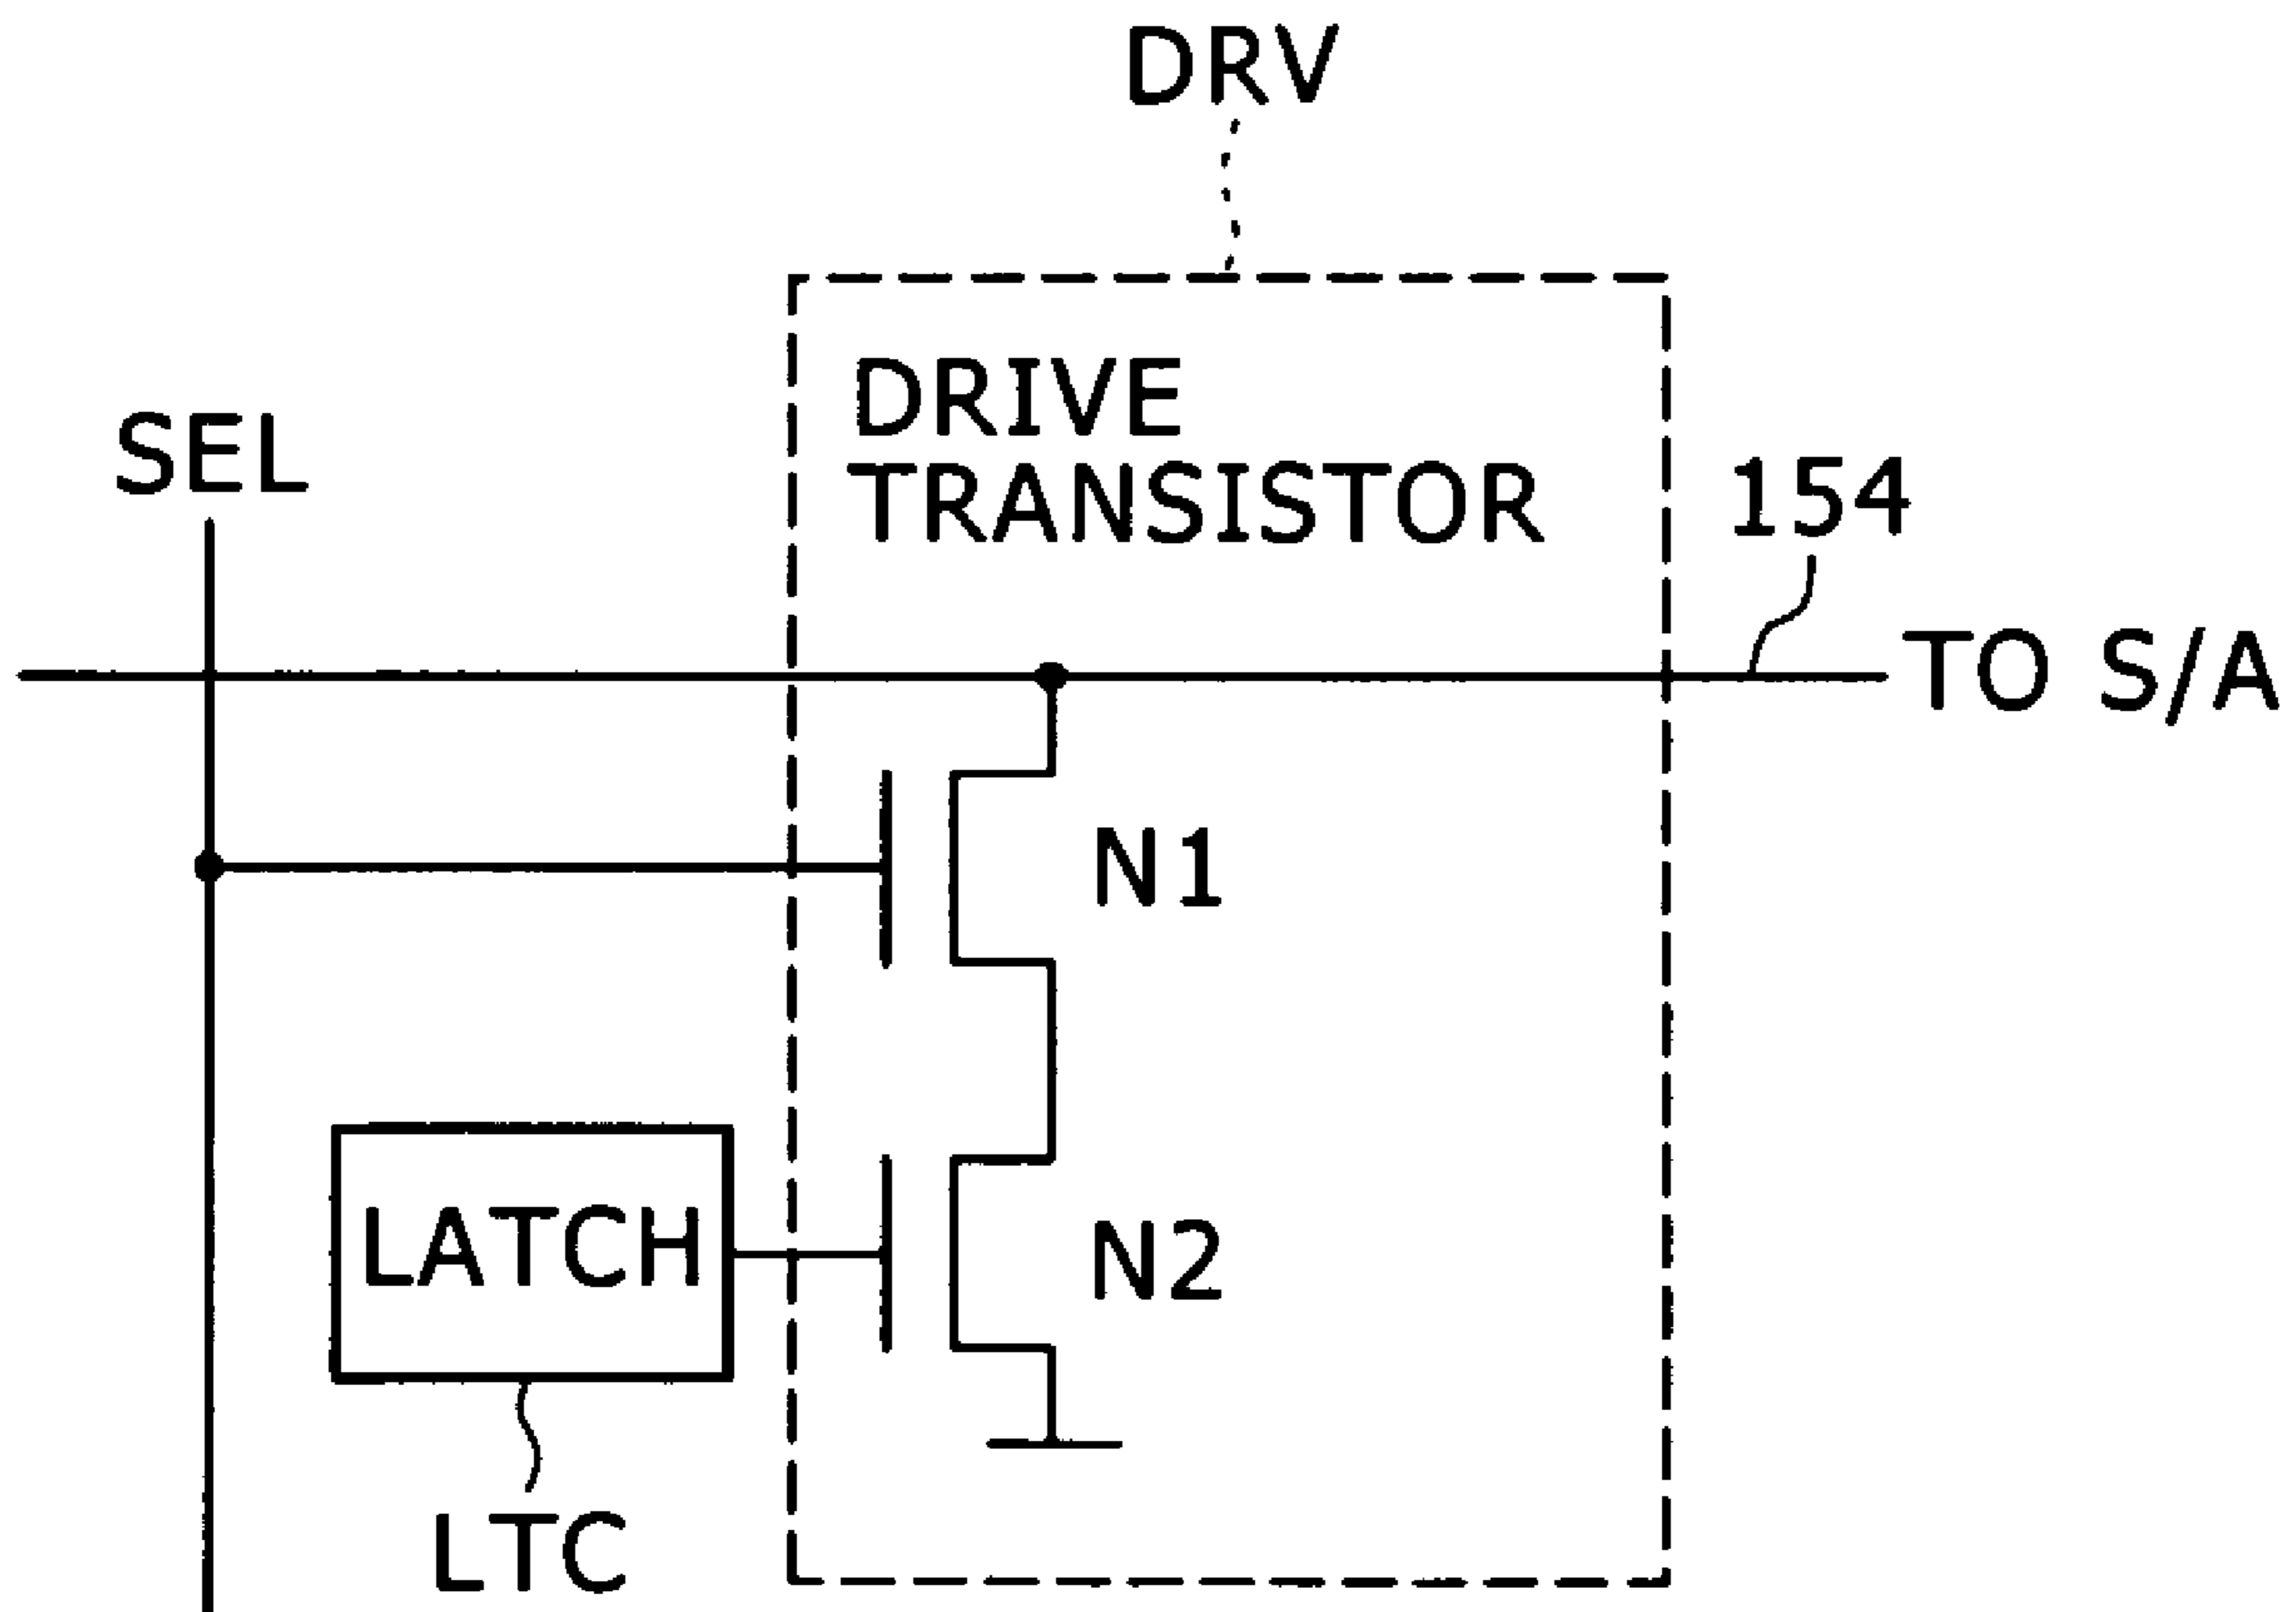 DRV
DRIVE
TRANSISTOR
SEL
154
TO S/A
N1
LATCH
N2
LTC